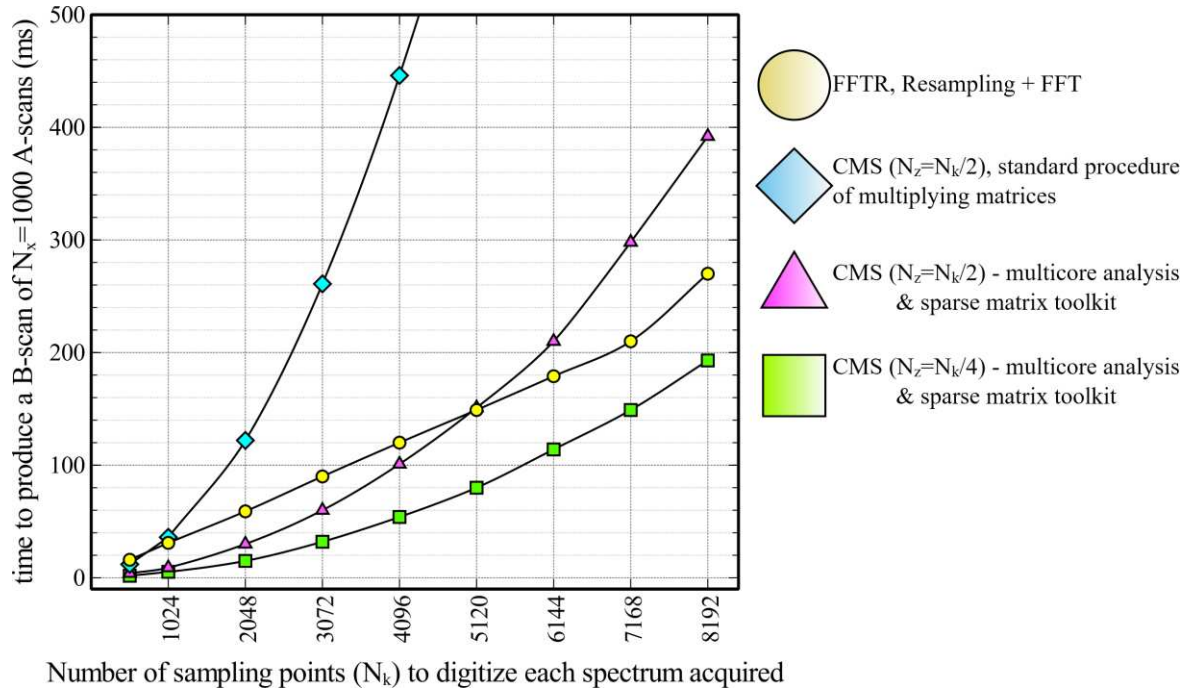 500
400
300
200
100
0
time to produce a B-scan of Nx=1000 A-scans (ms)
1024
2048
3072
4096
5120
6144
7168
8192
Number of sampling points (Nk) to digitize each spectrum acquired
FFTR, Resampling + FFT
CMS (Nz=Nk/2), standard procedure
of multiplying matrices
CMS (Nz=Nk/2) - multicore analysis
& sparse matrix toolkit
CMS (Nz=Nk/4) - multicore analysis
& sparse matrix toolkit